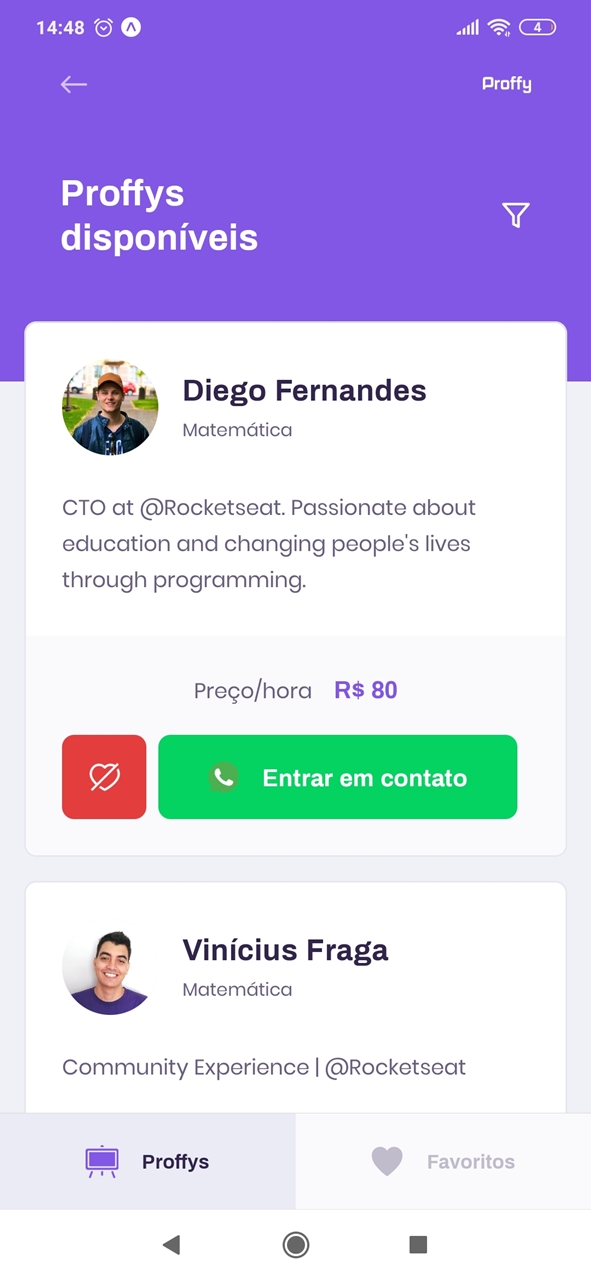 14:48
4
Proffy
Proffys
disponíveis
Diego Fernandes
Matemática
CTO at @Rocketseat. Passionate about
education and changing people's lives
through programming.
Preço/hora R$ 80
Entrar em contato
Vinícius Fraga
Matemática
Community Experience | @Rocketseat
Proffys
Favoritos